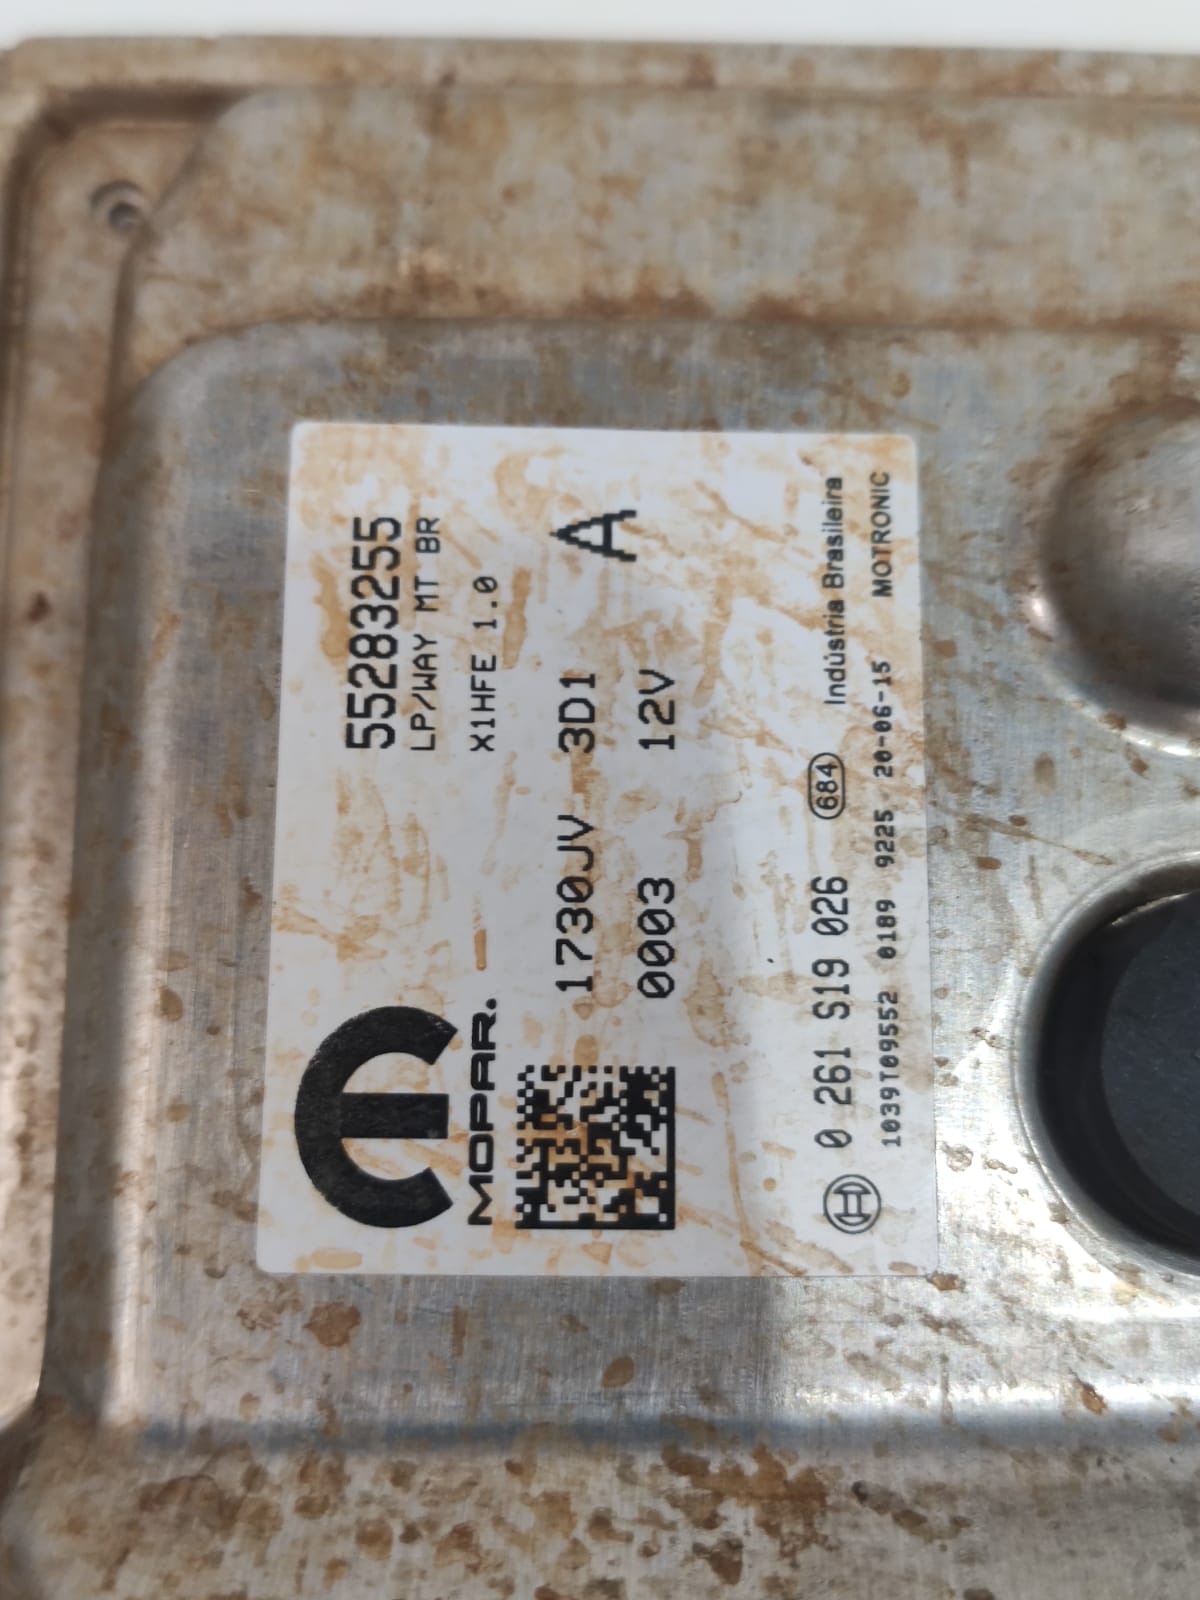 55283255
LP/WAY MT BR
X1HFE 1.0
MOPAR.
1730JV 3D1 A
0003 12V
0 261 S19 026 684 Indústria Brasileira
1039T09552 0189 9225 20-06-15 MOTRONIC